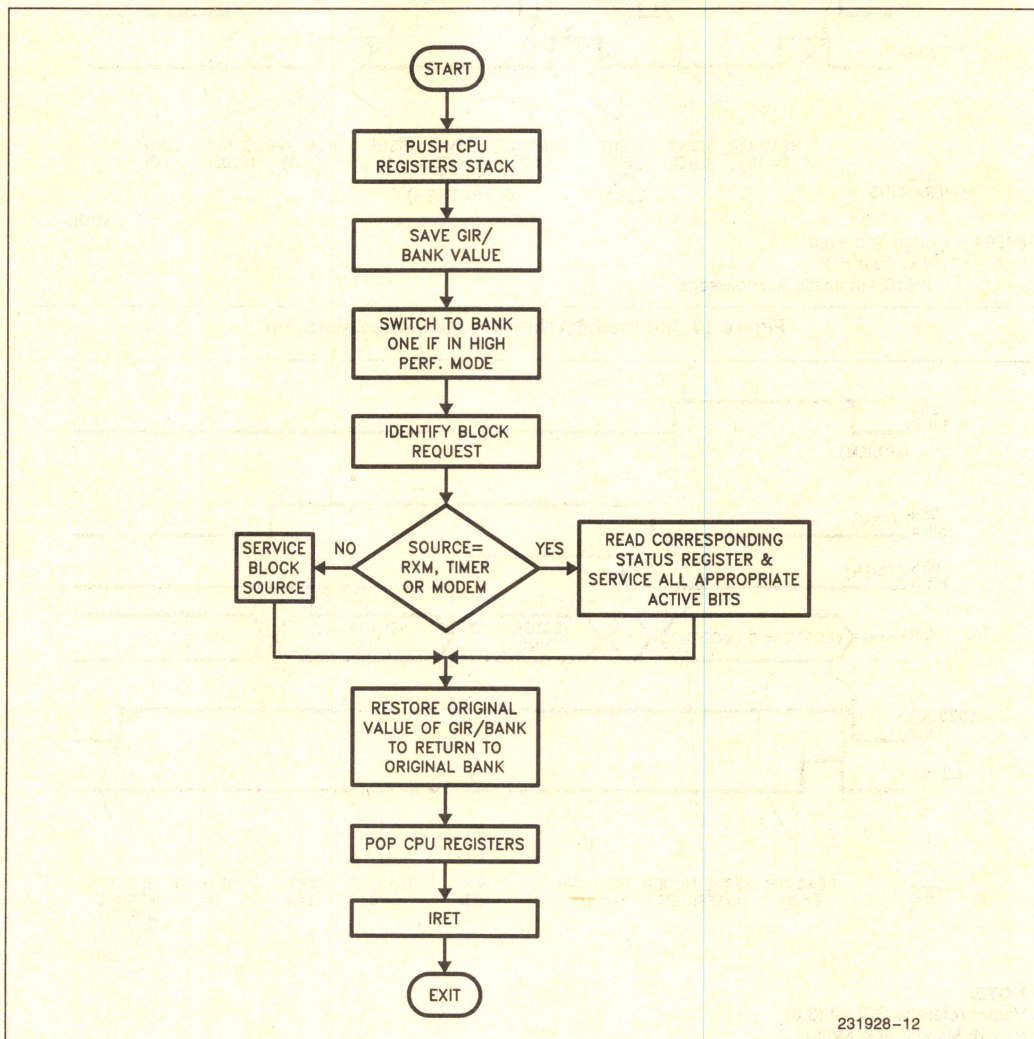 START
PUSH CPU
REGISTERS STACK
SAVE GIR/
BANK VALUE
SWITCH TO BANK
ONE IF IN HIGH
PERF. MODE
IDENTIFY BLOCK
REQUEST
SOURCE=
RXM, TIMER
OR MODEM
NO
SERVICE
BLOCK
SOURCE
YES
READ CORRESPONDING
STATUS REGISTER &
SERVICE ALL APPROPRIATE
ACTIVE BITS
RESTORE ORIGINAL
VALUE OF GIR/BANK
TO RETURN TO
ORIGINAL BANK
POP CPU REGISTERS
IRET
EXIT
231928-12